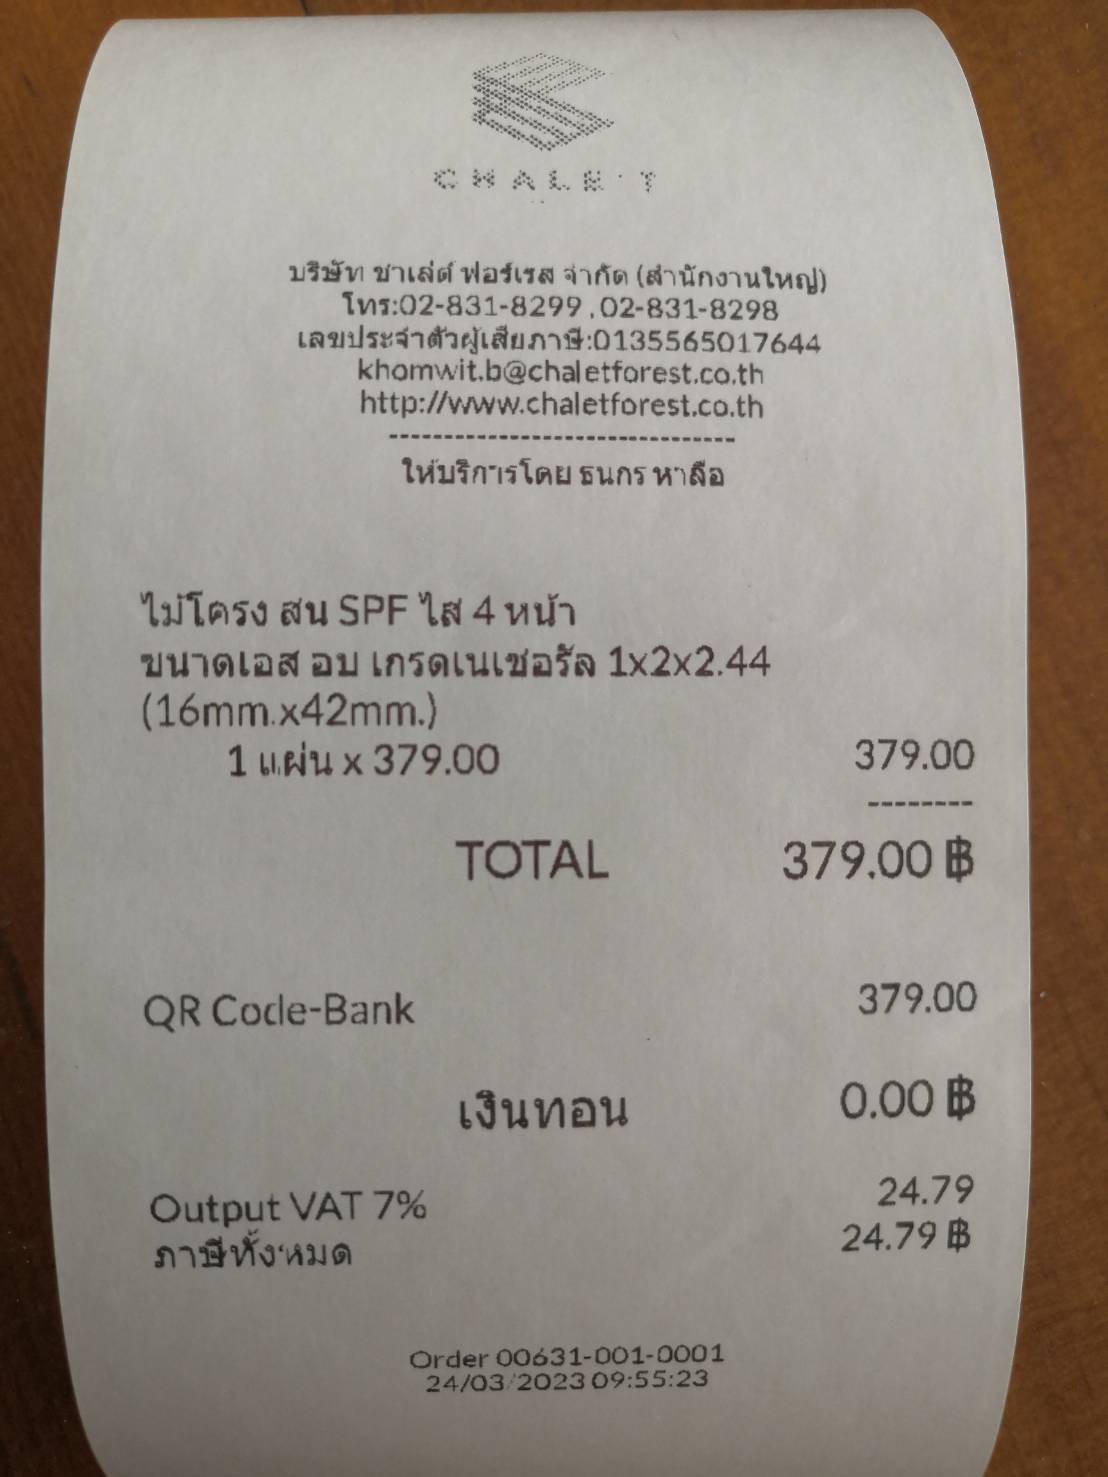 CHALET
บริษัท ชาเล่ต์ ฟอร์เรส จำกัด (สำนักงานใหญ่)
โทร:02-831-8299 ,02-831-8298
เลขประจำตัวผู้เสียภาษี:0135565017644
khomwit.b@chaletforest.co.th
http://www.chaletforest.co.th
--------------------------------
ให้บริการโดย ธนกร หาลือ
ไม้โครง สน SPF ไส 4 หน้า
ขนาดเอส อบ เกรดเนเชอรัล 1x2x2.44
(16mm.x42mm.)
1 แผ่น x 379.00 379.00
--------
TOTAL 379.00 ฿
QR Code-Bank 379.00
เงินทอน 0.00 ฿
Output VAT 7% 24.79
ภาษีทั้งหมด 24.79 ฿
Order 00631-001-0001
24/03/2023 09:55:23